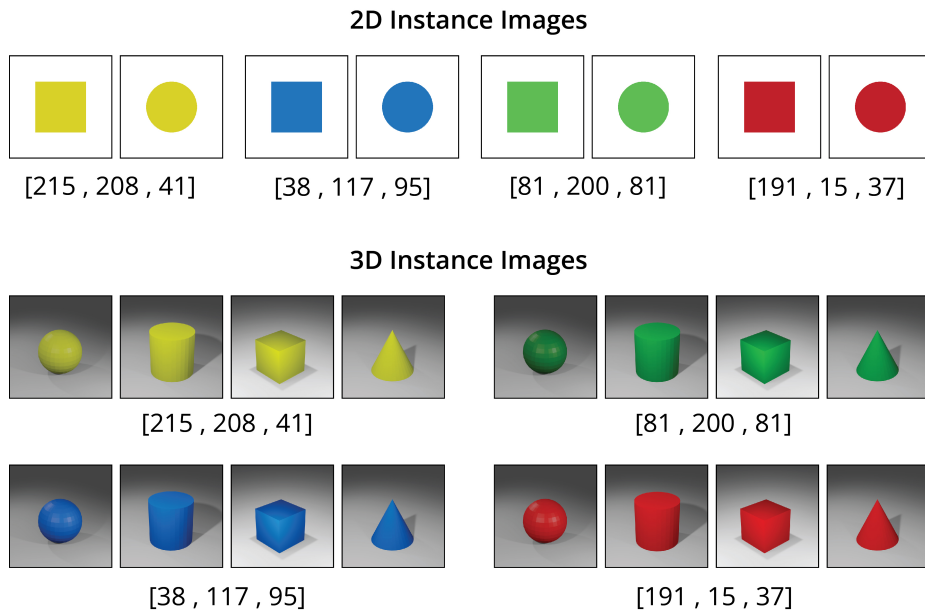 2D Instance Images
[215 , 208 , 41]
[38 , 117 , 95]
[81 , 200 , 81]
[191 , 15 , 37]
3D Instance Images
[215 , 208 , 41]
[81 , 200 , 81]
[38 , 117 , 95]
[191 , 15 , 37]